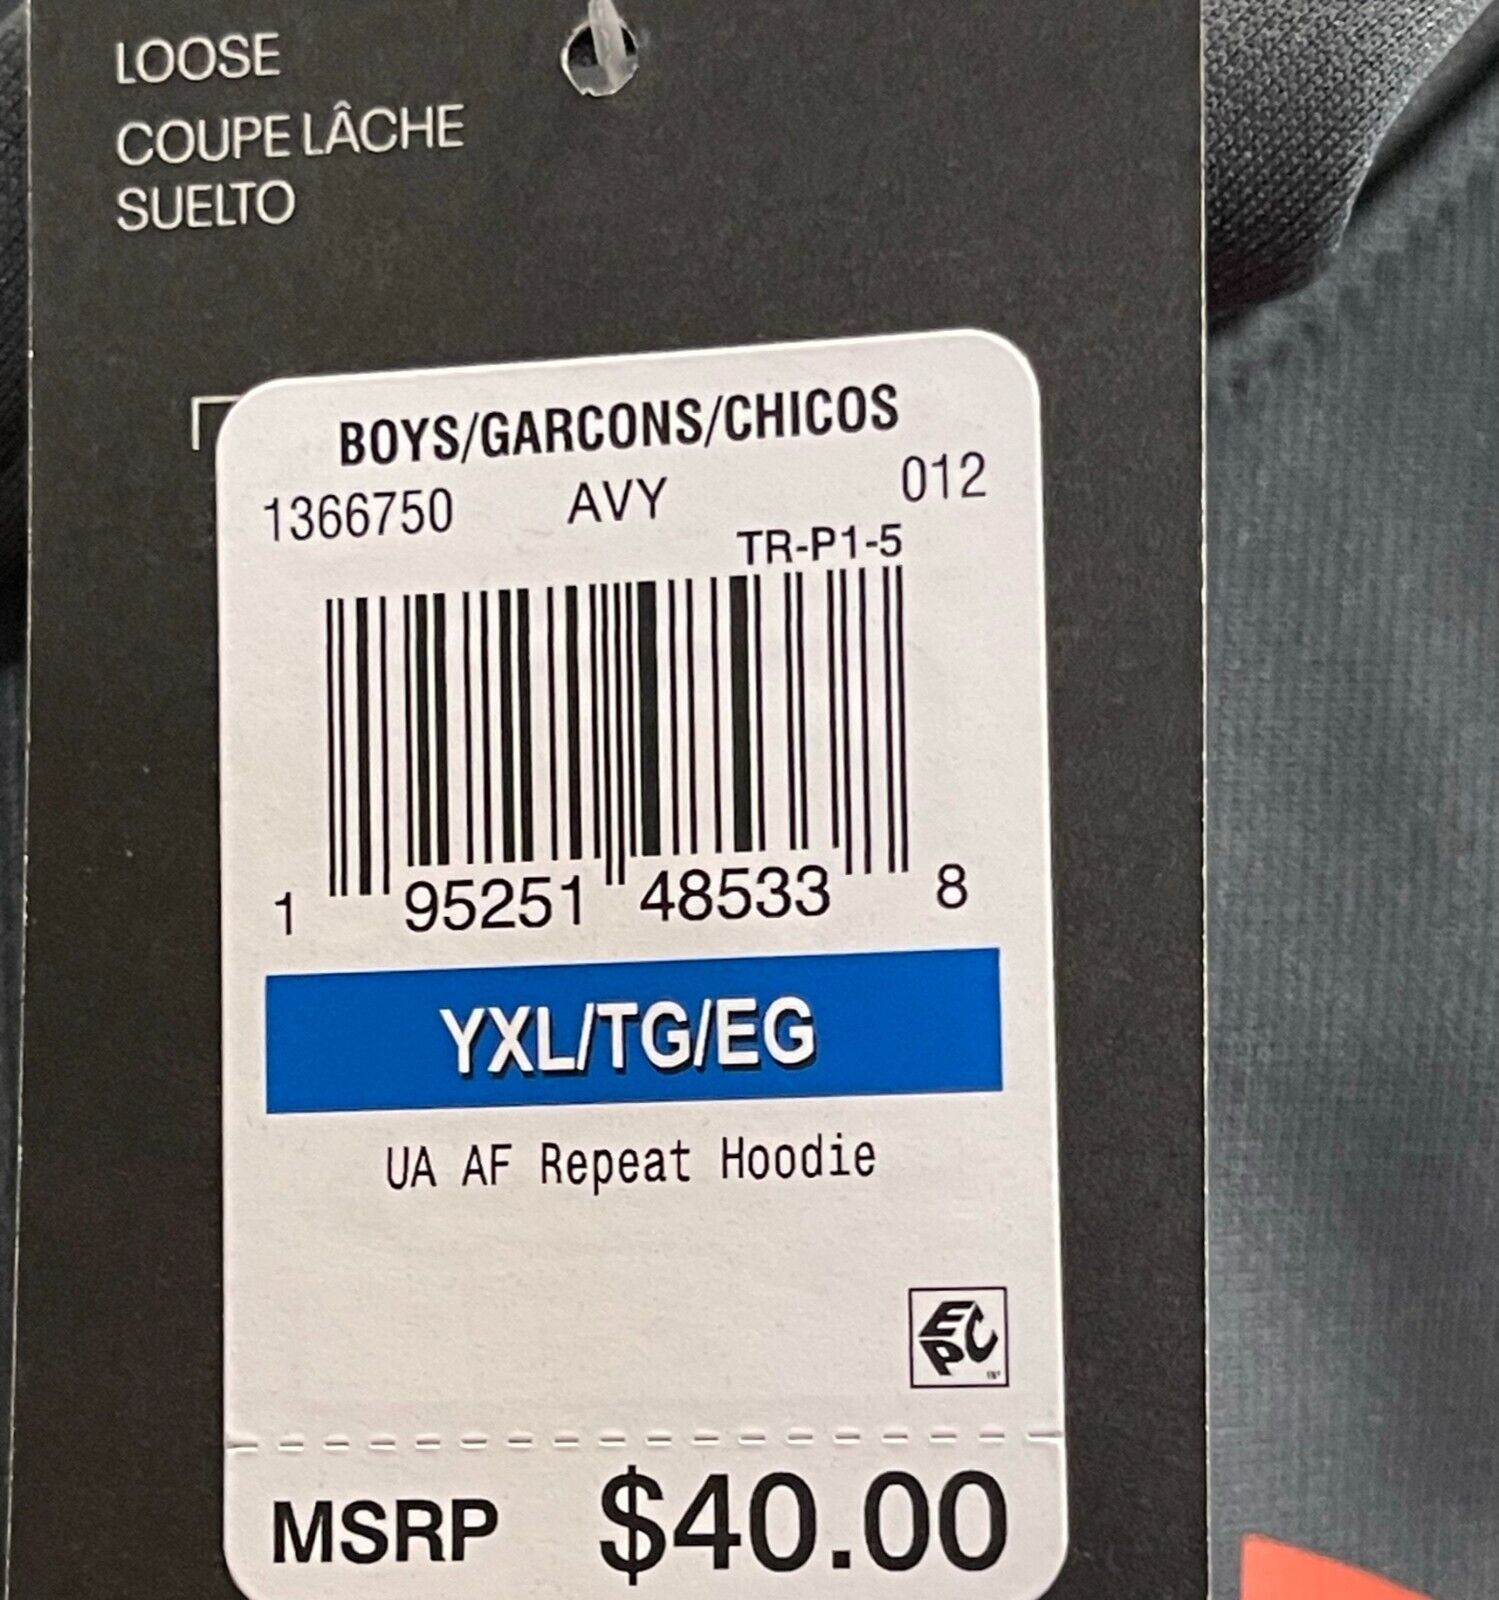 LOOSE
COUPE LÂCHE
SUELTO
BOYS/GARCONS/CHICOS
1366750 AVY 012
TR-P1-5
1 95251 48533 8
YXL/TG/EG
UA AF Repeat Hoodie
EPC
MSRP $40.00